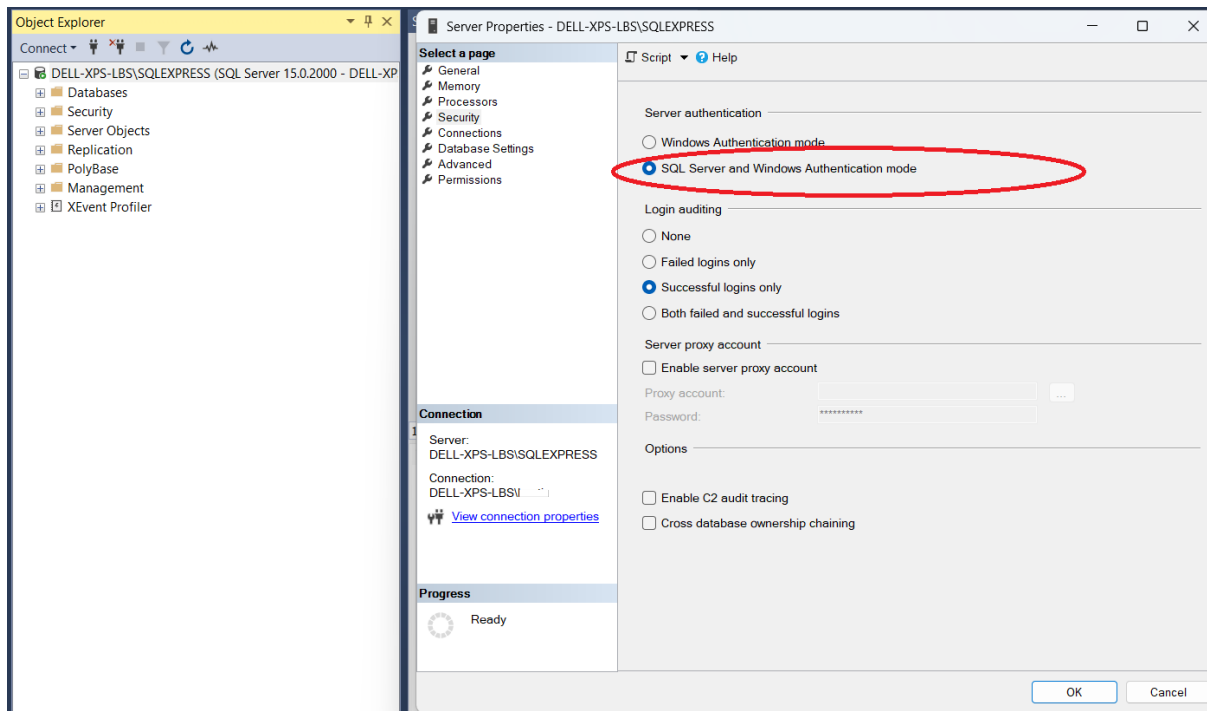 Object Explorer
Connect
DELL-XPS-LBS\SQLEXPRESS (SQL Server 15.0.2000 - DELL-XP
Databases
Security
Server Objects
Replication
PolyBase
Management
XEvent Profiler
Server Properties - DELL-XPS-LBS\SQLEXPRESS
Select a page
General
Memory
Processors
Security
Connections
Database Settings
Advanced
Permissions
Connection
Server:
DELL-XPS-LBS\SQLEXPRESS
Connection:
DELL-XPS-LBS\
View connection properties
Progress
Ready
Script
Help
Server authentication
Windows Authentication mode
SQL Server and Windows Authentication mode
Login auditing
None
Failed logins only
Successful logins only
Both failed and successful logins
Server proxy account
Enable server proxy account
Proxy account:
...
Password:
**********
Options
Enable C2 audit tracing
Cross database ownership chaining
OK
Cancel